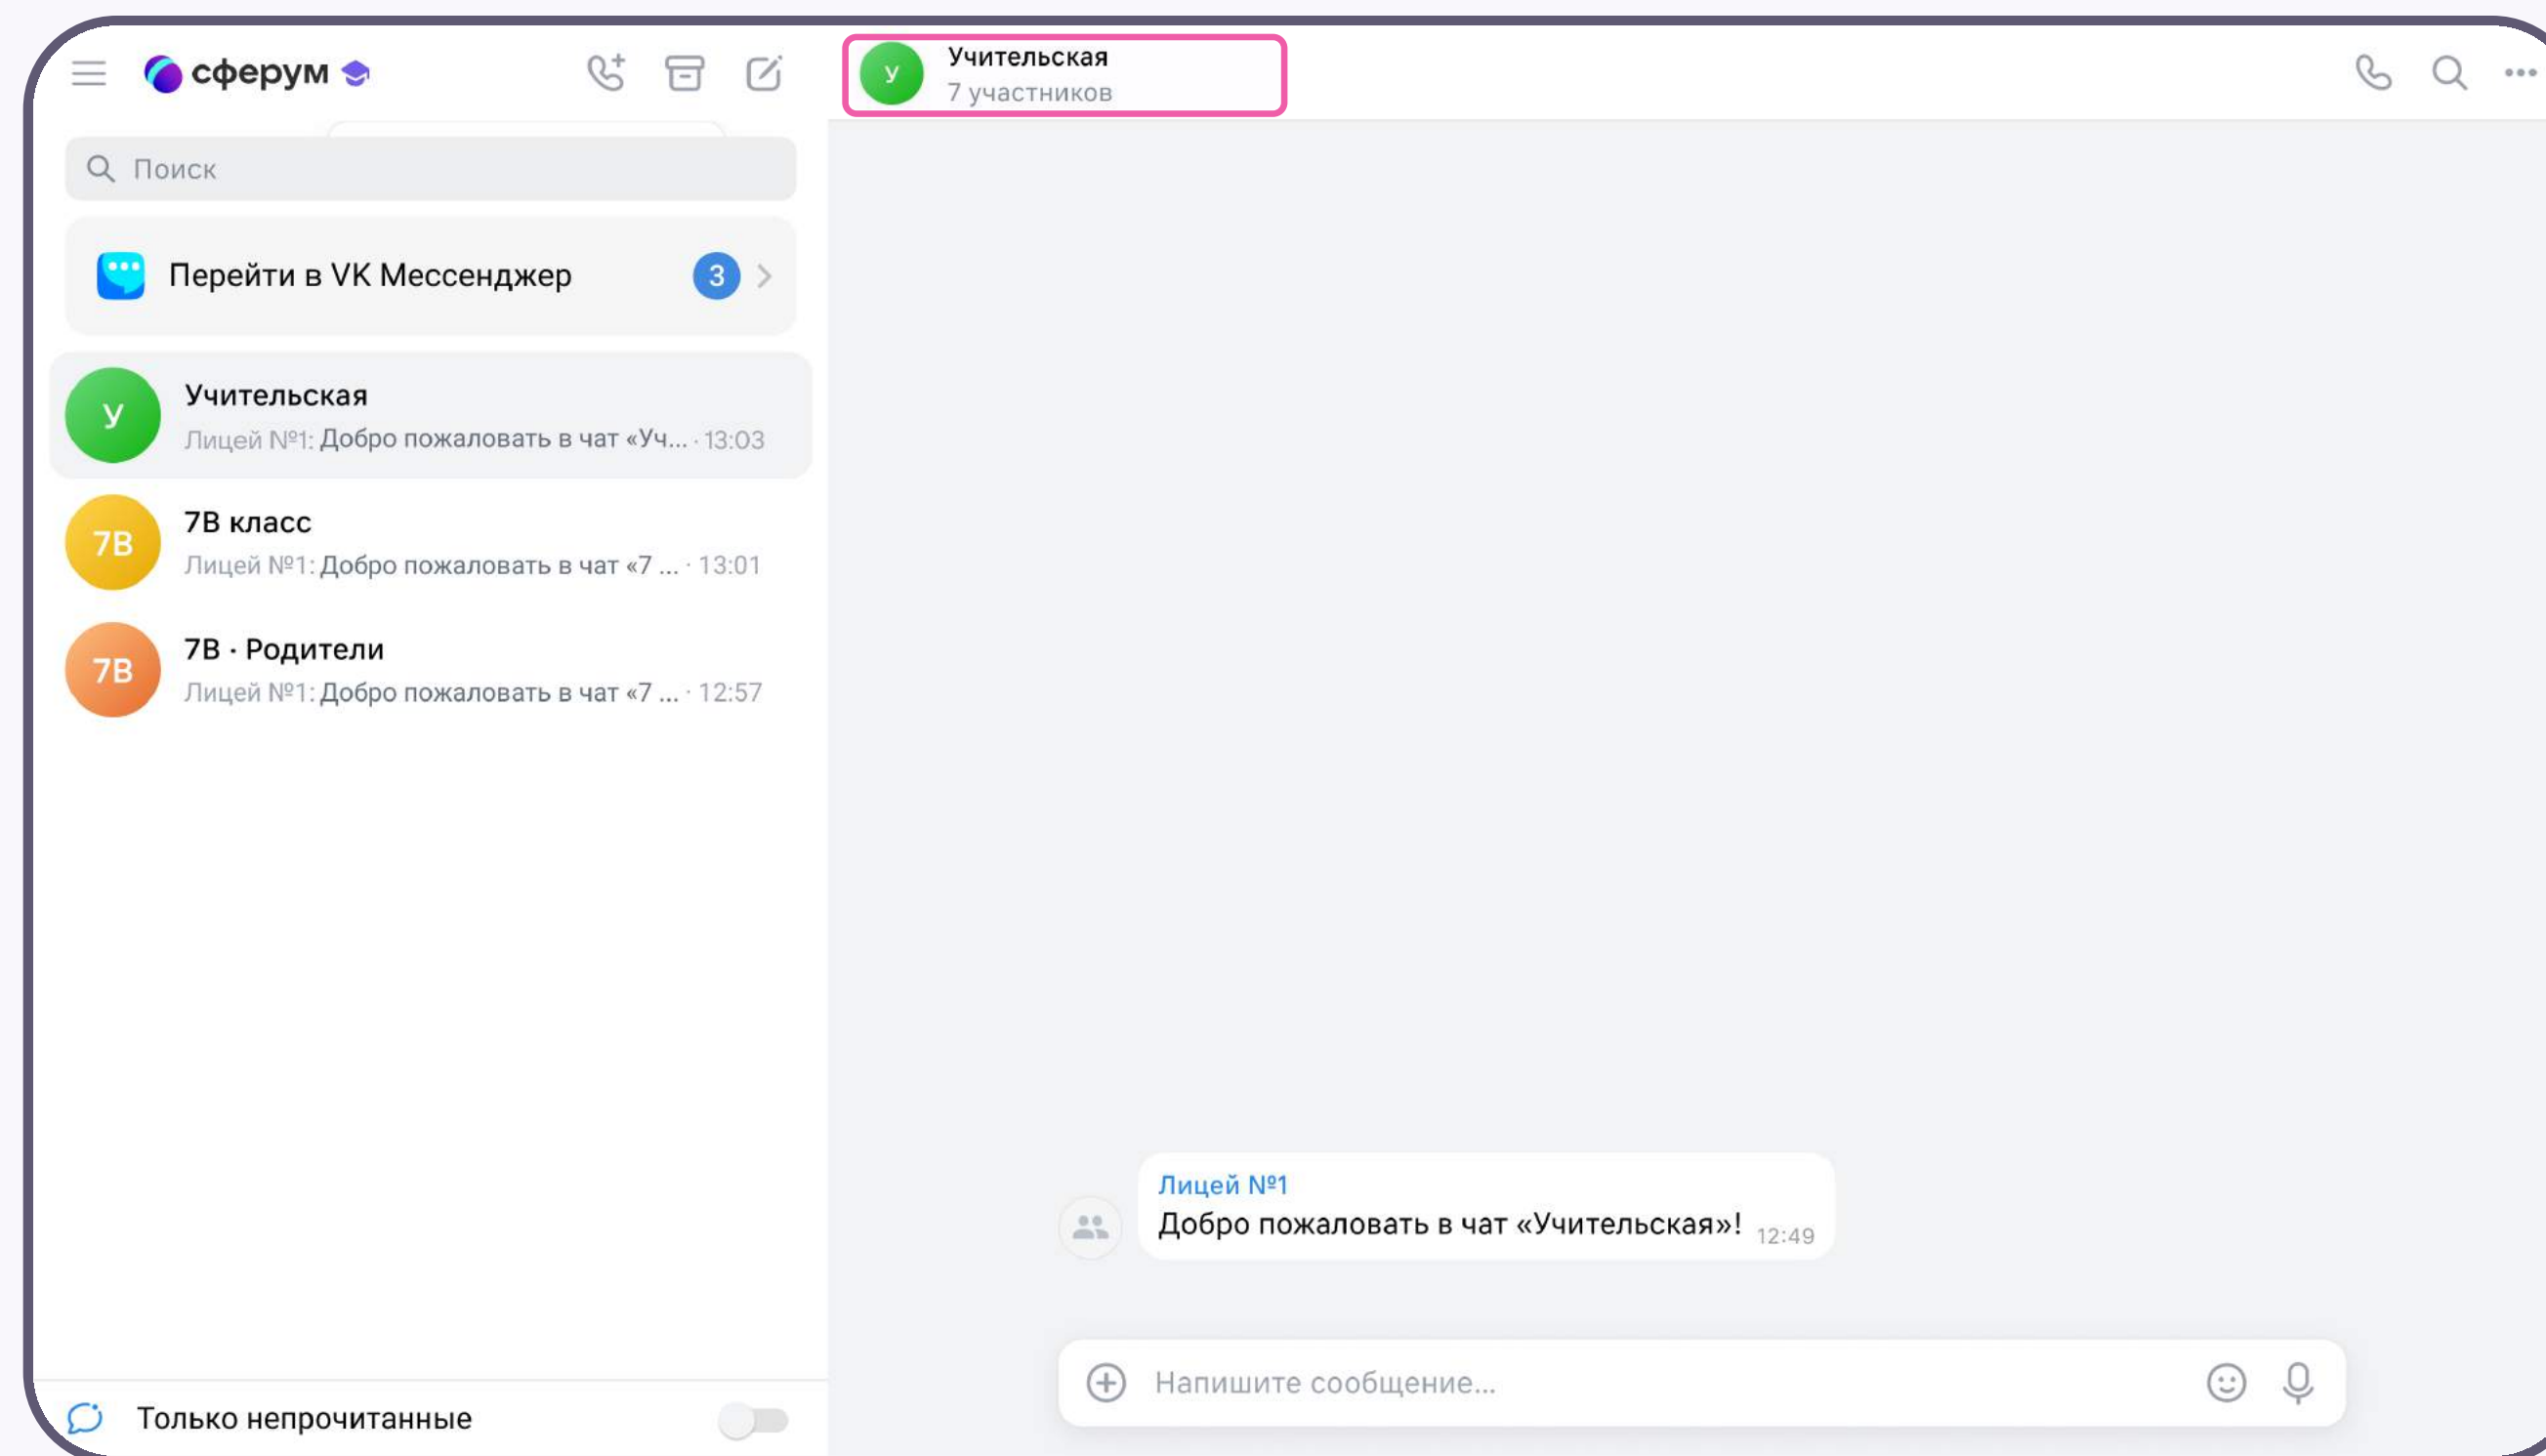 сферум
Поиск
Перейти в VK Мессенджер
3
У
Учительская
Лицей №1: Добро пожаловать в чат «Уч... · 13:03
7В
7В класс
Лицей №1: Добро пожаловать в чат «7 ... · 13:01
7В
7В · Родители
Лицей №1: Добро пожаловать в чат «7 ... · 12:57
Только непрочитанные
У
Учительская
7 участников
Лицей №1
Добро пожаловать в чат «Учительская»! 12:49
Напишите сообщение...